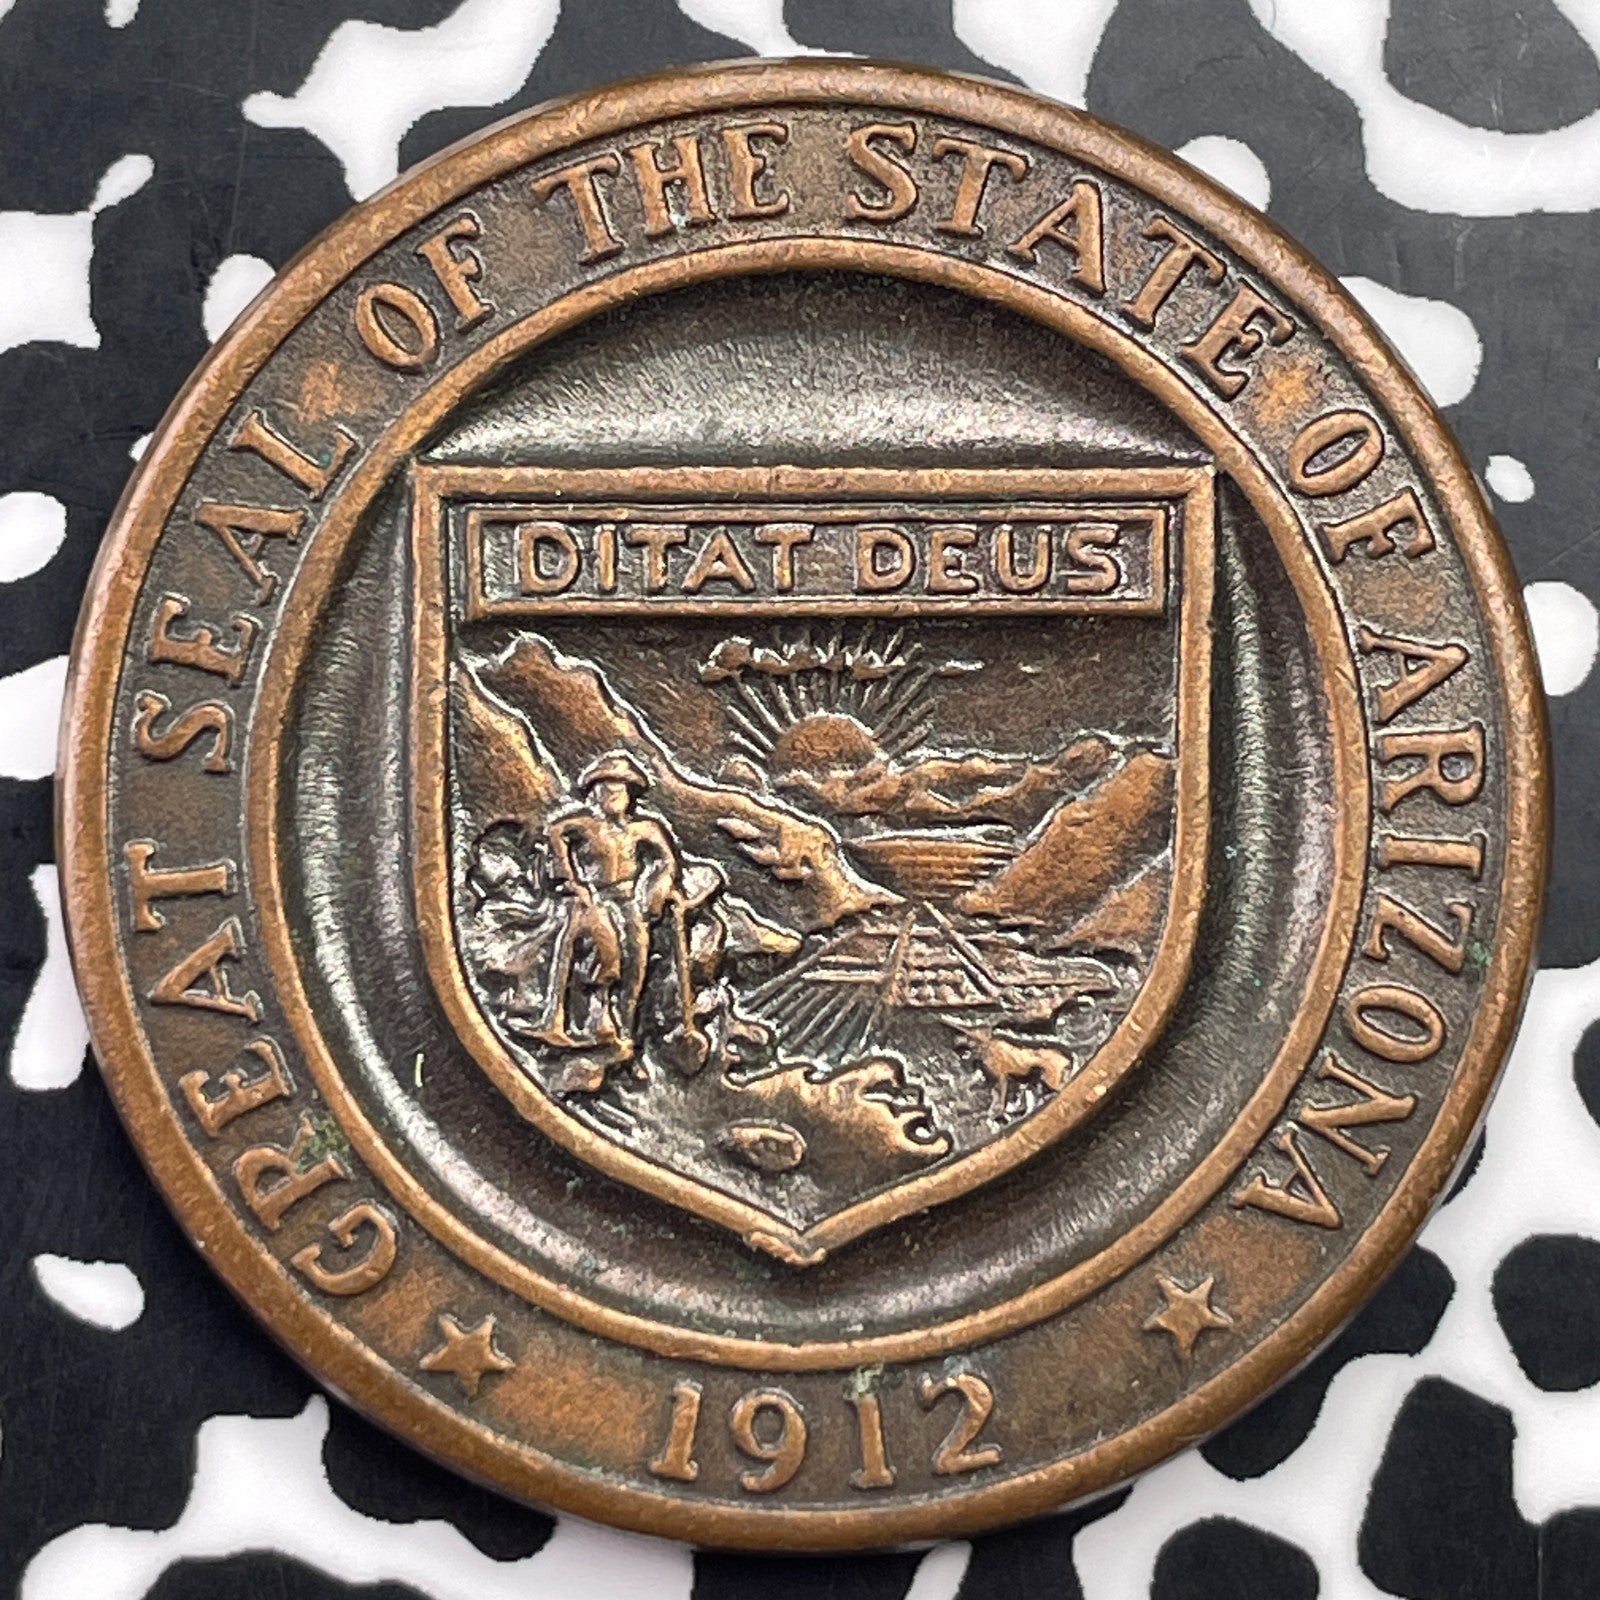 GREAT SEAL OF THE STATE OF ARIZONA
DITAT DEUS
★ 1912 ★